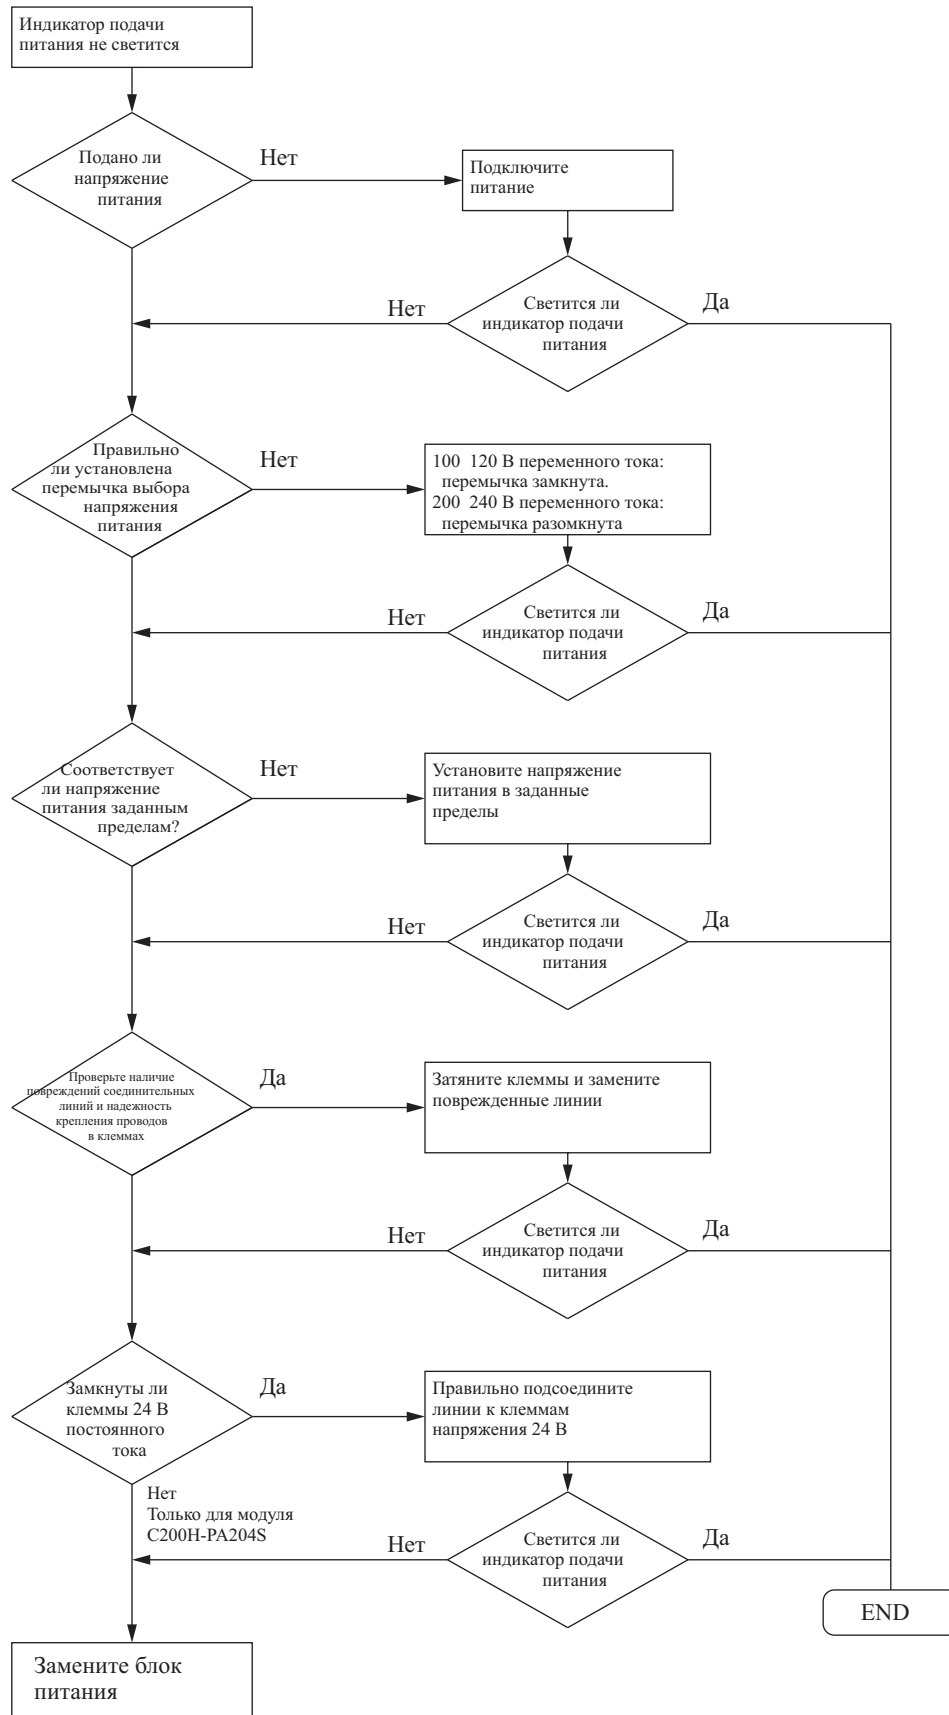 Индикатор подачи
питания не светится
Подано ли
напряжение
питания
Нет
Подключите
питание
Нет
Светится ли
индикатор подачи
питания
Да
Правильно
ли установлена
перемычка выбора
напряжения
питания
Нет
100 120 В переменного тока:
перемычка замкнута.
200 240 В переменного тока:
перемычка разомкнута
Нет
Светится ли
индикатор подачи
питания
Да
Соответствует
ли напряжение
питания заданным
пределам?
Нет
Установите напряжение
питания в заданные
пределы
Нет
Светится ли
индикатор подачи
питания
Да
Проверьте наличие
повреждений соединительных
линий и надежность
крепления проводов
в клеммах
Да
Затяните клеммы и замените
поврежденные линии
Нет
Светится ли
индикатор подачи
питания
Да
Замкнуты ли
клеммы 24 В
постоянного
тока
Да
Правильно подсоедините
линии к клеммам
напряжения 24 В
Нет
Только для модуля
C200H-PA204S
Нет
Светится ли
индикатор подачи
питания
Да
END
Замените блок
питания